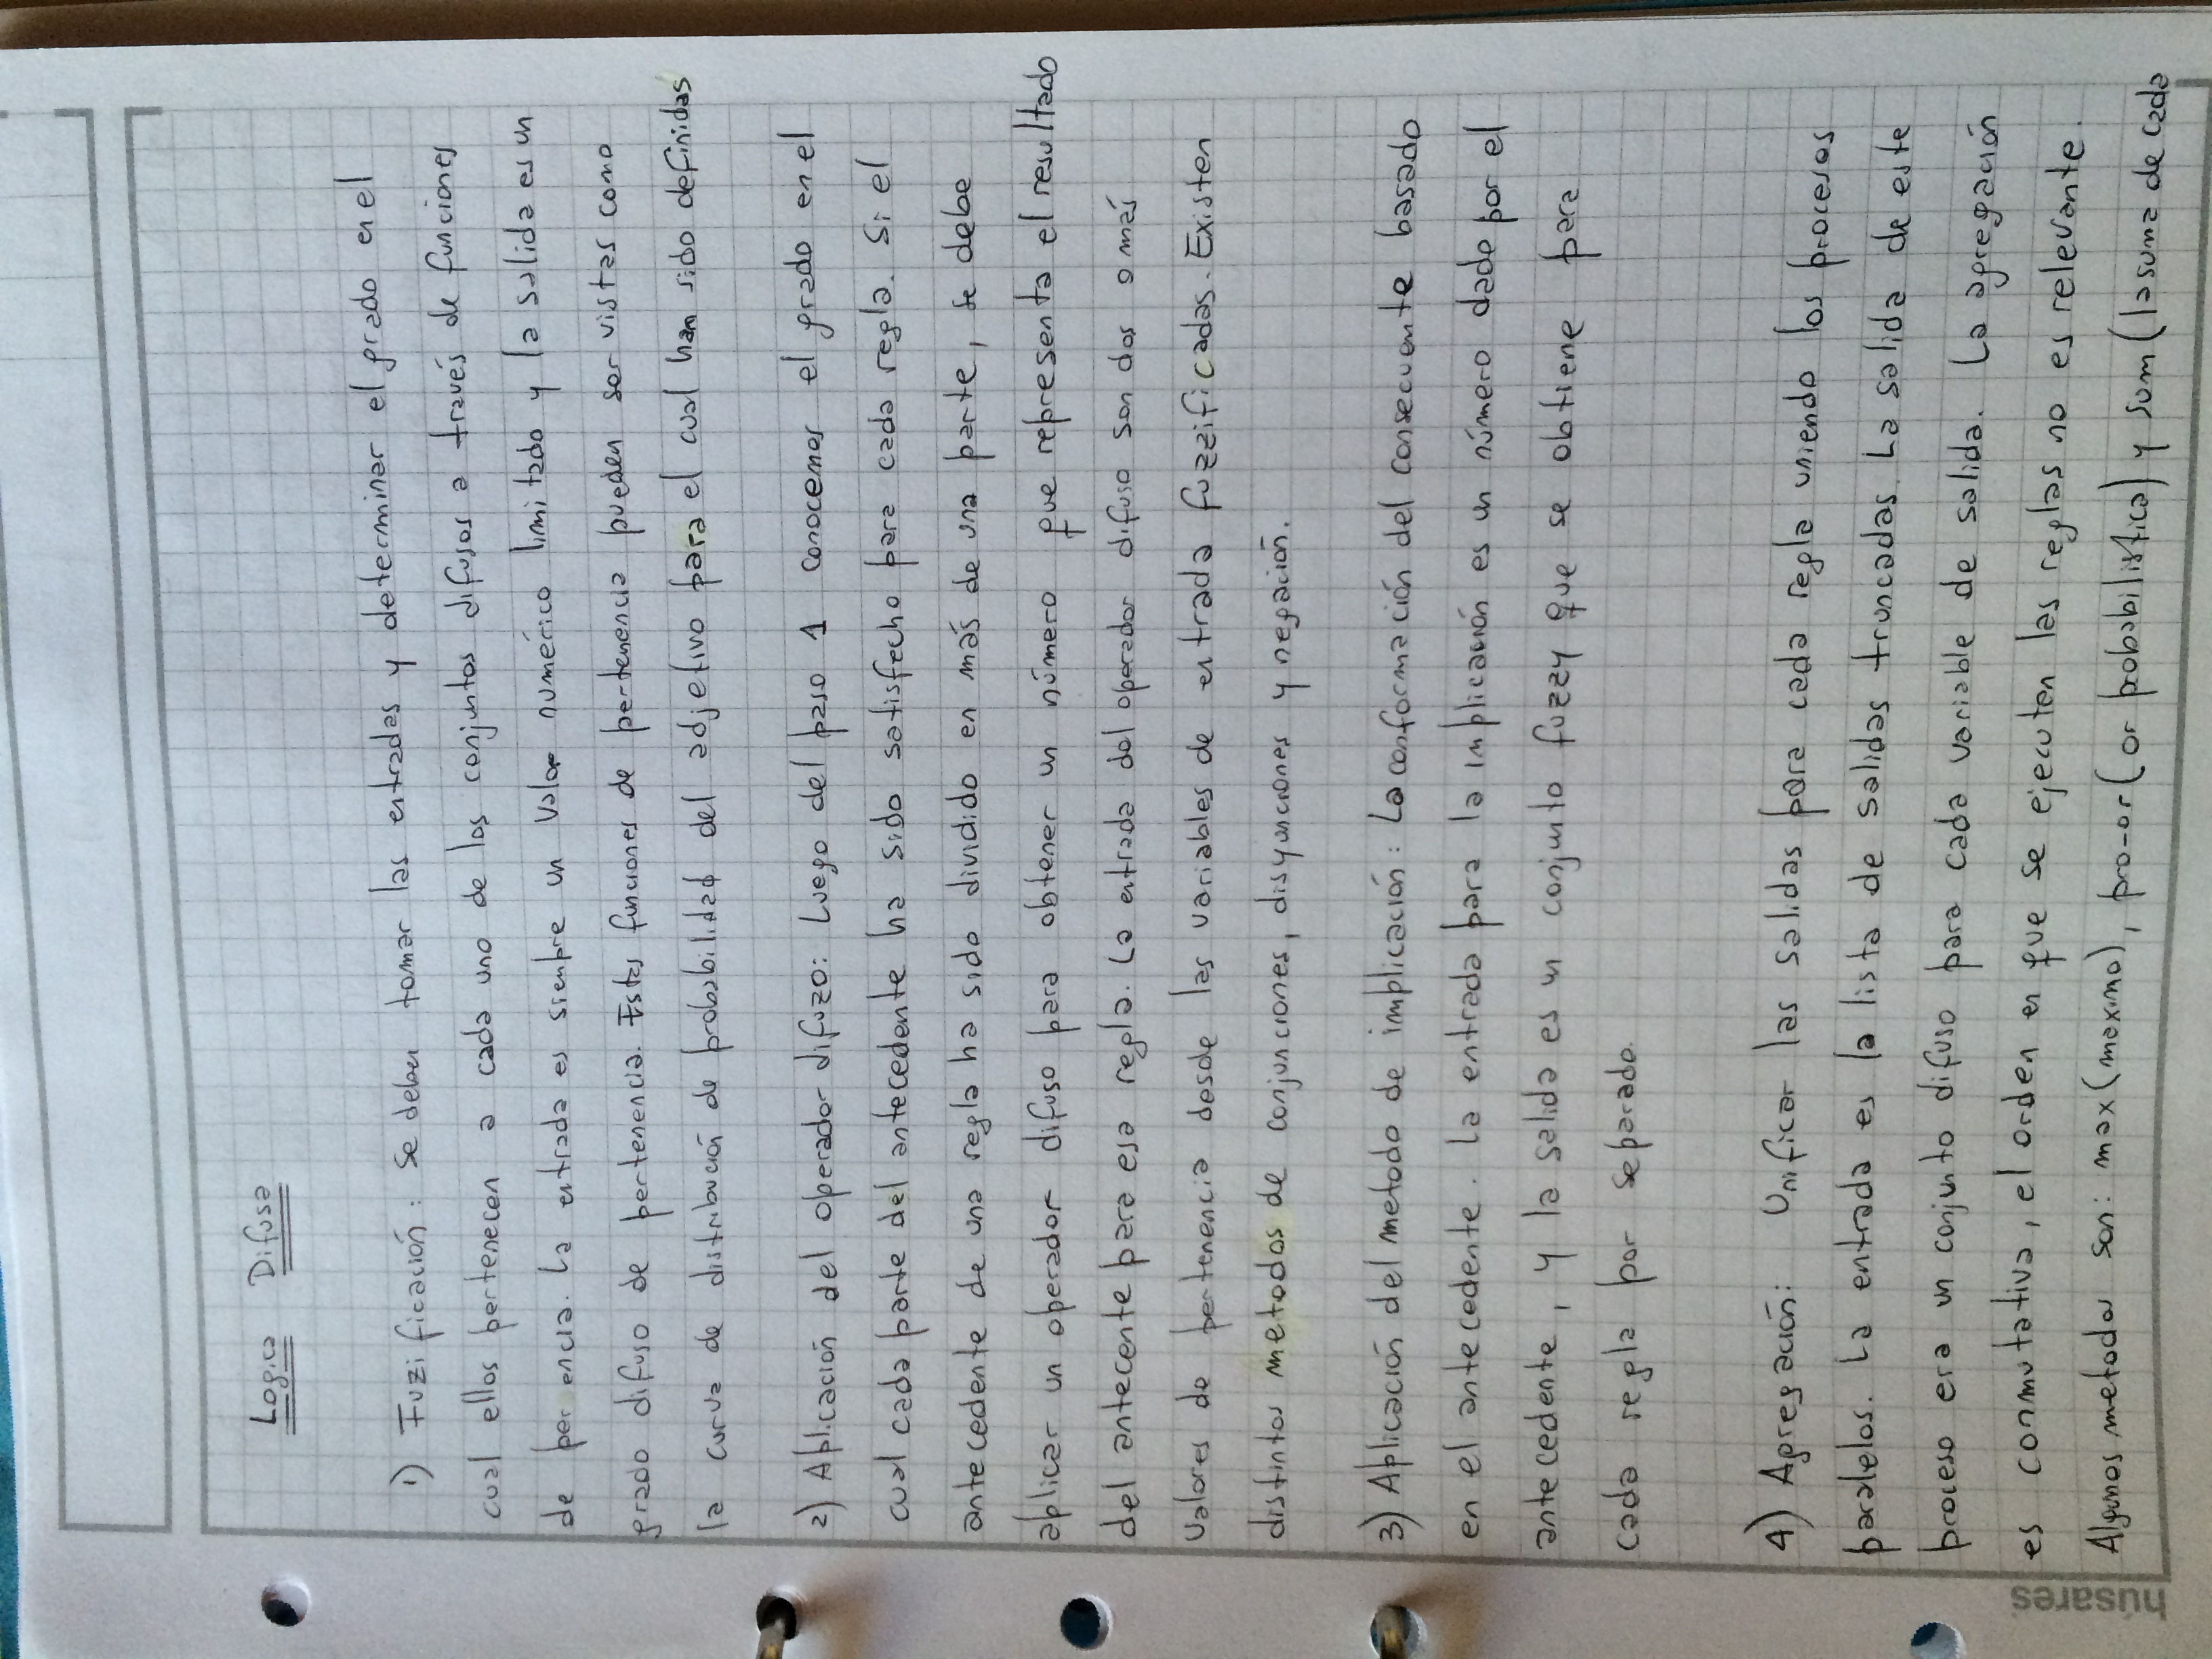 Logica Difusa
1) Fuzificación: Se deben tomar las entradas y determinar el grado en el
cual ellos pertenecen a cada uno de los conjuntos difusos a través de funciones
de per encia. La entrada es sienpre un valor numérico limitado y la salida es un
grado difuso de pertenencia. Estas funciones de pertenencia pueden ser vistas como
la curva de distribución de probabilidad del adjetivo para el cual han sido definidas
2) Aplicación del operador difuzo: Luego del paso 1 conocemos el grado en el
cual cada parte del antecedente ha sido satisfecho para cada regla. Si el
antecedente de una regla ha sido dividido en más de una parte, se debe
aplicar un operador difuso para obtener un número que representa el resultado
del antecente para esa regla. La entrada del operador difuso son dos o más
valores de pertenencia desde las variables de entrada fuzzificadas. Existen
distintos metodos de conjunciones, disyunciones y negación.
3) Aplicación del metodo de implicación: La conformación del consecuente basado
en el antecedente. La entrada para la implicación es un número dado por el
antecedente, y la salida es un conjunto fuzzy que se obtiene para
cada regla por separado.
4) Agregación: Unificar las salidas para cada regla uniendo los procesos
paralelos. La entrada es la lista de salidas truncadas. La salida de este
proceso era un conjunto difuso para cada variable de salida. La agregación
es conmutativa, el orden en que se ejecuten las reglas no es relevante.
Algunos metodos son: max (maximo), pro-or (or probabilistica) y sum (la suma de cada
húsares